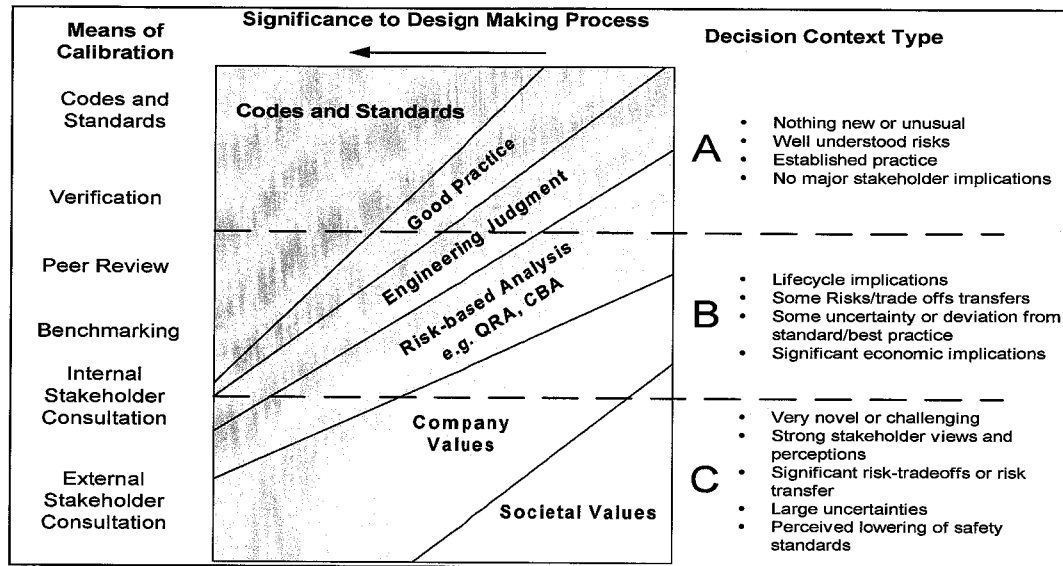 Significance to Design Making Process
Means of
Calibration
Decision Context Type
Codes and
Standards
Verification
Peer Review
Benchmarking
Internal
Stakeholder
Consultation
External
Stakeholder
Consultation
Codes and Standards
Good Practice
Engineering Judgment
Risk-based Analysis
e.g. QRA, CBA
Company
Values
Societal Values
A
• Nothing new or unusual
• Well understood risks
• Established practice
• No major stakeholder implications
B
• Lifecycle implications
• Some Risks/trade offs transfers
• Some uncertainty or deviation from
standard/best practice
• Significant economic implications
C
• Very novel or challenging
• Strong stakeholder views and
perceptions
• Significant risk-tradeoffs or risk
transfer
• Large uncertainties
• Perceived lowering of safety
standards